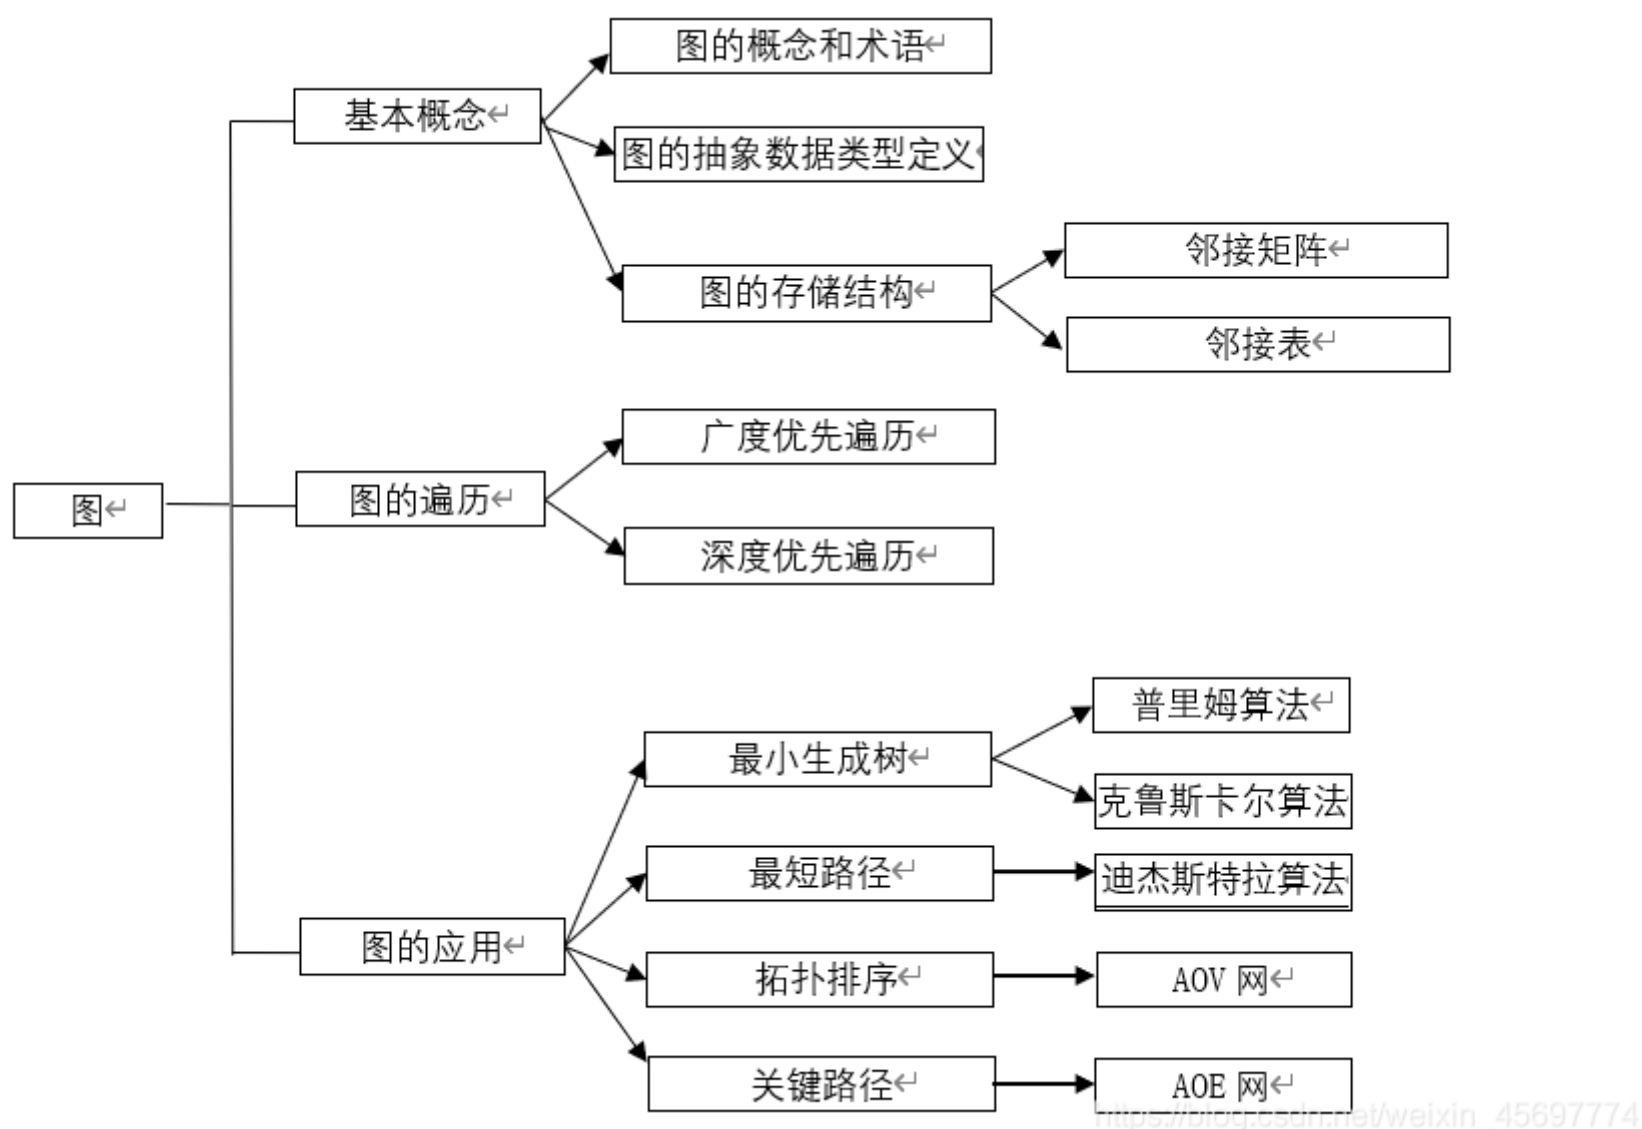 图的概念和术语
基本概念
图的抽象数据类型定义
邻接矩阵
图的存储结构
邻接表
广度优先遍历
图的遍历
图
深度优先遍历
普里姆算法
最小生成树
克鲁斯卡尔算法
最短路径
迪杰斯特拉算法
图的应用
拓扑排序
AOV 网
关键路径
AOE 网
https://blog.csdn.net/weixin_45697774